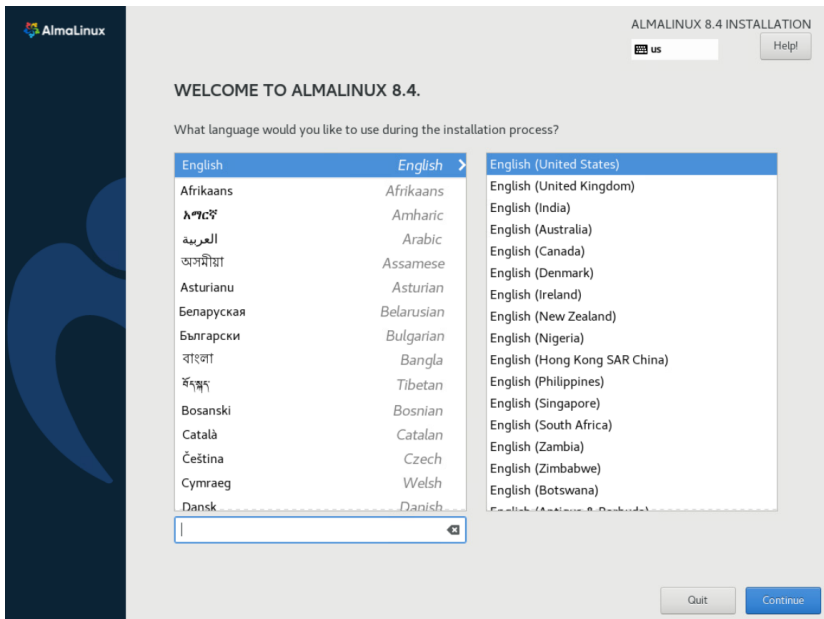 AlmaLinux
ALMALINUX 8.4 INSTALLATION
us
Help!
WELCOME TO ALMALINUX 8.4.
What language would you like to use during the installation process?
English English
Afrikaans Afrikaans
አማርኛ Amharic
العربية Arabic
অসমীয়া Assamese
Asturianu Asturian
Беларуская Belarusian
Български Bulgarian
বাংলা Bangla
བོད་སྐད་ Tibetan
Bosanski Bosnian
Català Catalan
Čeština Czech
Cymraeg Welsh
Dansk Danish
English (United States)
English (United Kingdom)
English (India)
English (Australia)
English (Canada)
English (Denmark)
English (Ireland)
English (New Zealand)
English (Nigeria)
English (Hong Kong SAR China)
English (Philippines)
English (Singapore)
English (South Africa)
English (Zambia)
English (Zimbabwe)
English (Botswana)
English (Antigua & Barbuda)
Quit
Continue